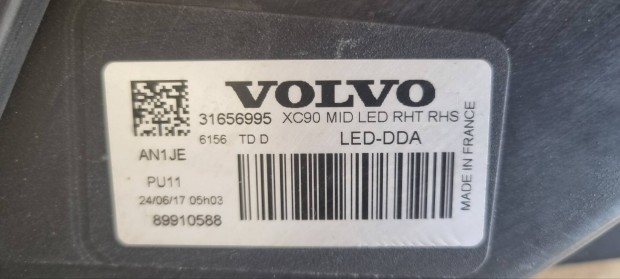 VOLVO
31656995 XC90 MID LED RHT RHS
6156 TD D LED-DDA
AN1JE
PU11
24/06/17 05h03
89910588
MADE IN FRANCE